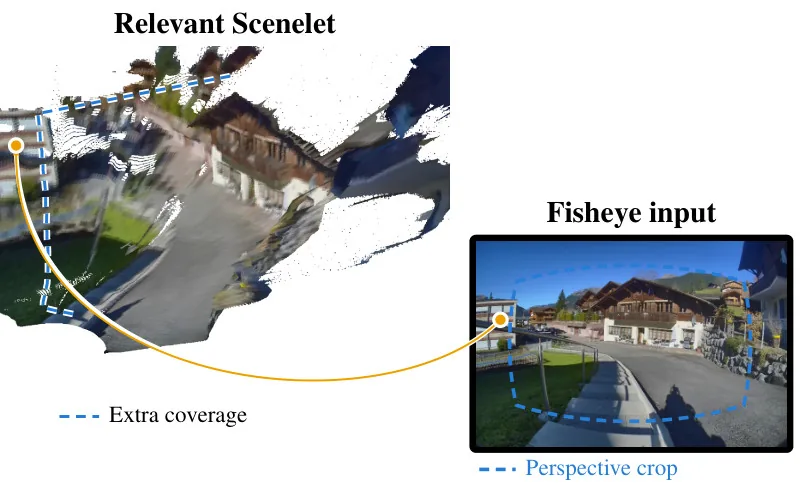 Relevant Scenelet
Fisheye input
Extra coverage
Perspective crop